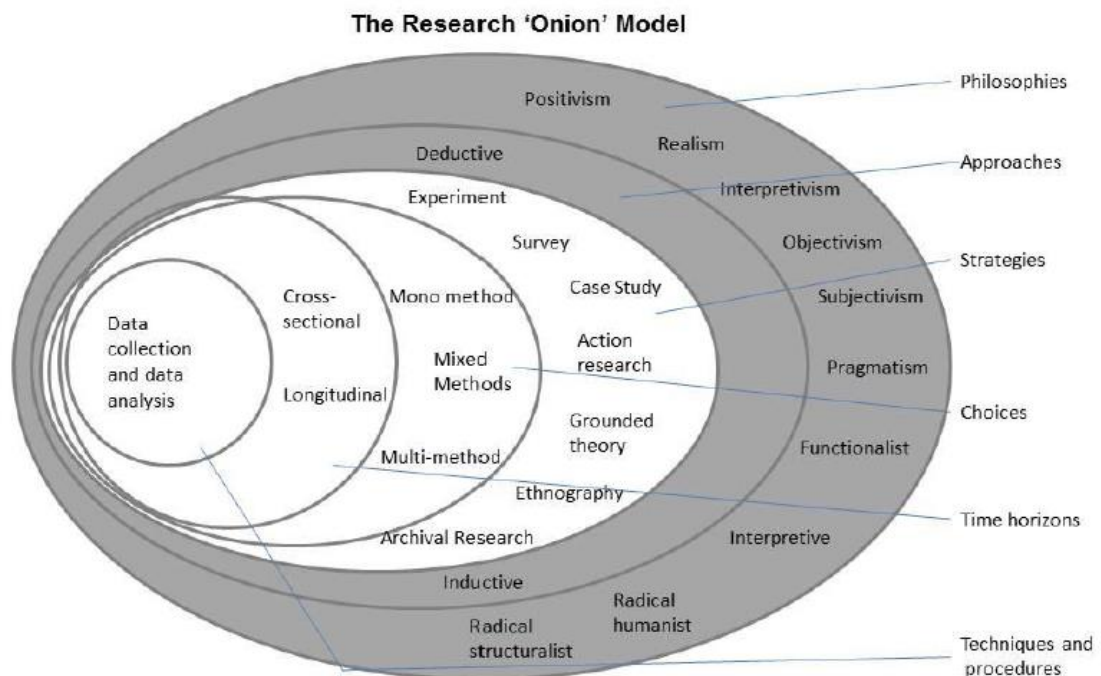 The Research ‘Onion’ Model
Philosophies
Approaches
Strategies
Choices
Time horizons
Techniques and
procedures
Positivism
Realism
Interpretivism
Objectivism
Subjectivism
Pragmatism
Functionalist
Interpretive
Radical
humanist
Radical
structuralist
Deductive
Inductive
Experiment
Survey
Case Study
Action
research
Grounded
theory
Ethnography
Archival Research
Mono method
Mixed
Methods
Multi-method
Cross-
sectional
Longitudinal
Data
collection
and data
analysis